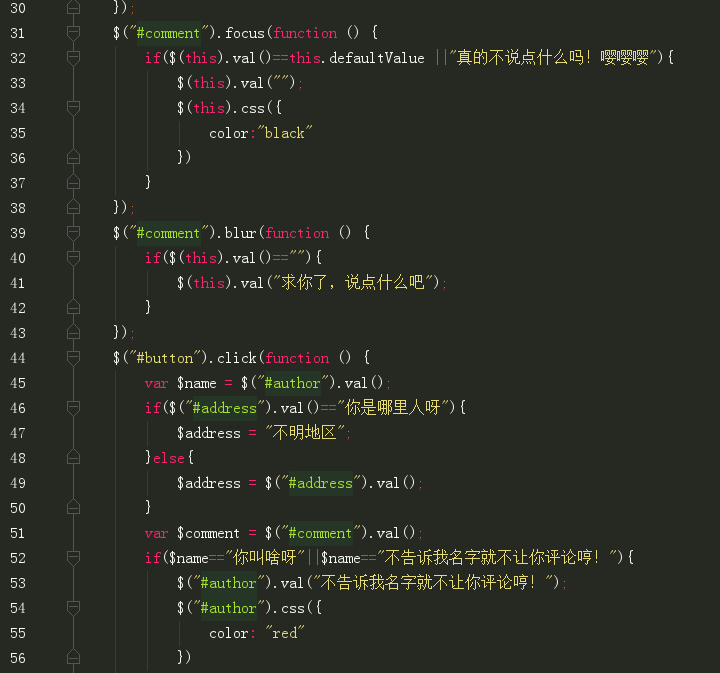 30 });
31 $("#comment").focus(function () {
32 if($(this).val()==this.defaultValue ||"真的不说点什么吗！嘤嘤嘤"){
33 $(this).val("");
34 $(this).css({
35 color:"black"
36 })
37 }
38 });
39 $("#comment").blur(function () {
40 if($(this).val()==""){
41 $(this).val("求你了，说点什么吧");
42 }
43 });
44 $("#button").click(function () {
45 var $name = $("#author").val();
46 if($("#address").val()=="你是哪里人呀"){
47 $address = "不明地区";
48 }else{
49 $address = $("#address").val();
50 }
51 var $comment = $("#comment").val();
52 if($name=="你叫啥呀"||$name=="不告诉我名字就不让你评论哼！"){
53 $("#author").val("不告诉我名字就不让你评论哼！");
54 $("#author").css({
55 color: "red"
56 })